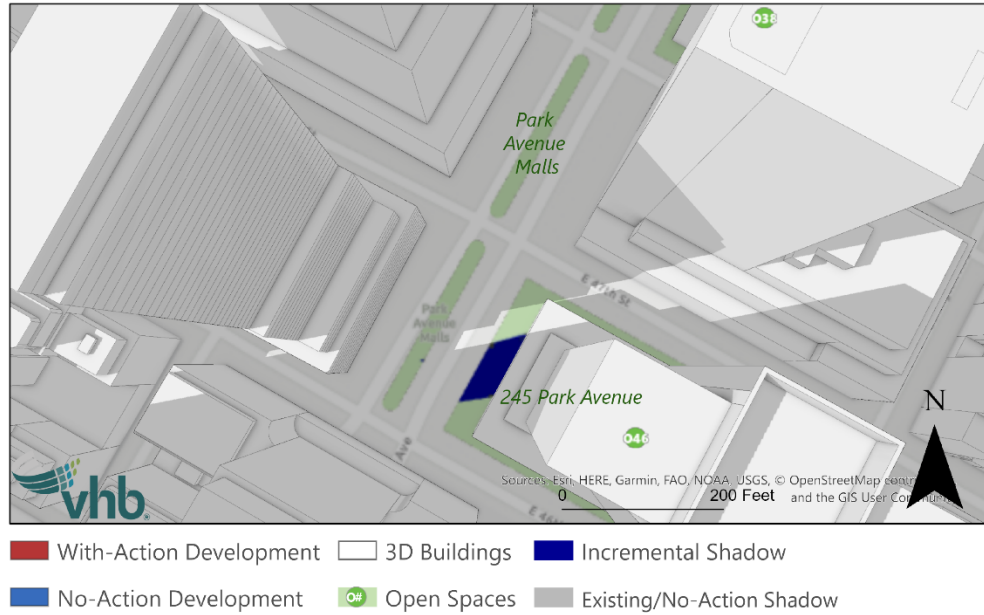 O38
Park
Avenue
Malls
E 47th St
Park
Avenue
Malls
245 Park Avenue
O46
N
Ave
Sources: Esri, HERE, Garmin, FAO, NOAA, USGS, © OpenStreetMap
and the GIS User
0 200 Feet
E
vhb
With-Action Development 3D Buildings Incremental Shadow
No-Action Development O# Open Spaces Existing/No-Action Shadow